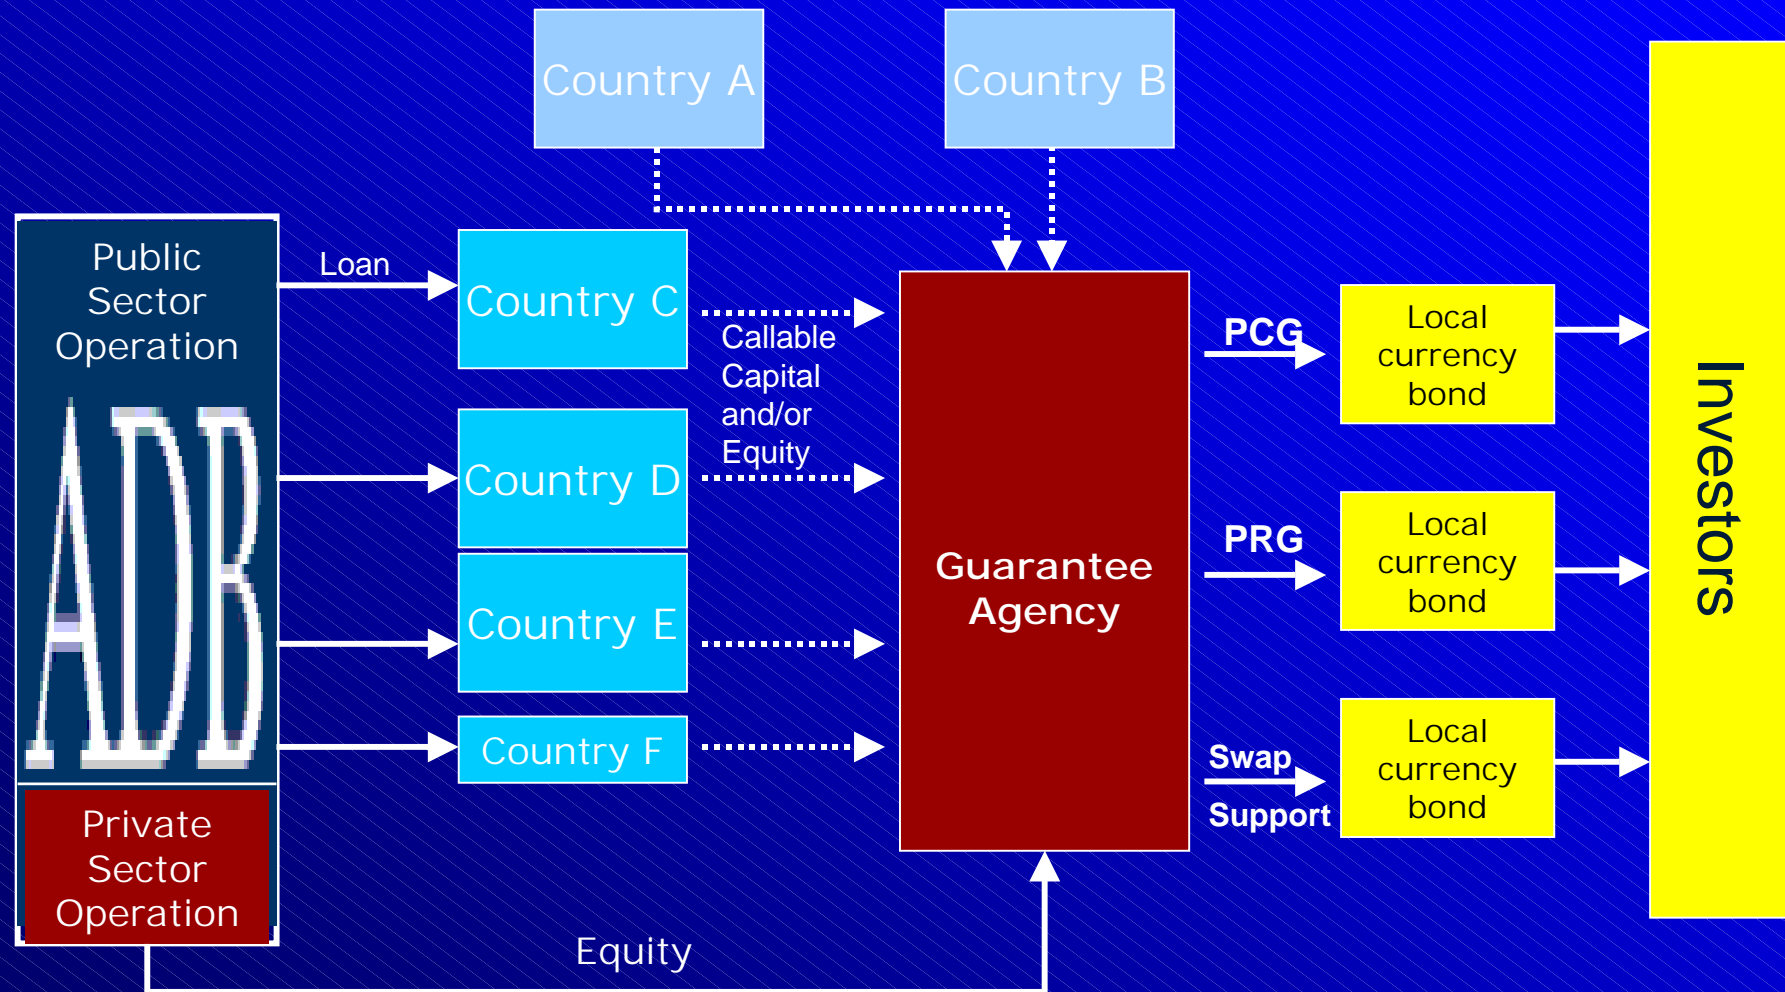 Country A
Country B
Public
Sector
Operation
ADB
Private
Sector
Operation
Loan
Country C
Country D
Country E
Country F
Callable
Capital
and/or
Equity
Equity
Guarantee
Agency
PCG
PRG
Swap
Support
Local
currency
bond
Local
currency
bond
Local
currency
bond
Investors